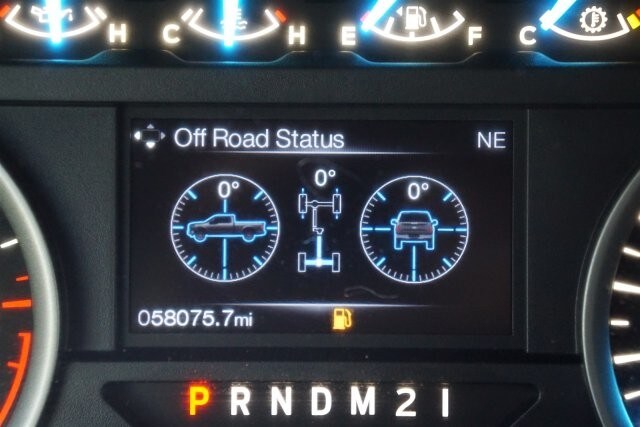 H C H E F C
Off Road Status NE
0° 0° 0°
058075.7mi
P R N D M 2 1